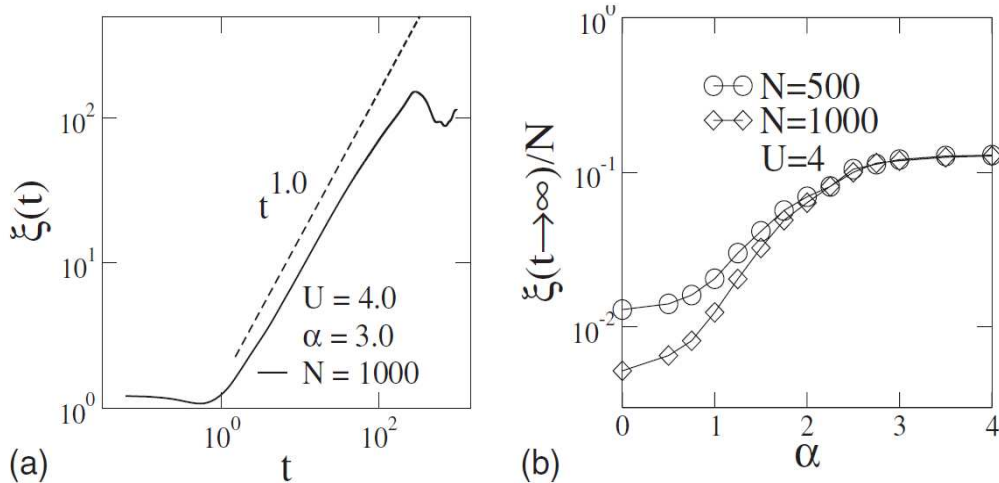 ξ(t)
10^2
10^1
10^0
t^1.0
U = 4.0
α = 3.0
N = 1000
10^0
10^2
t
(a)
ξ(t→∞)/N
10^0
10^-1
10^-2
N=500
N=1000
U=4
0 1 2 3 4
α
(b)